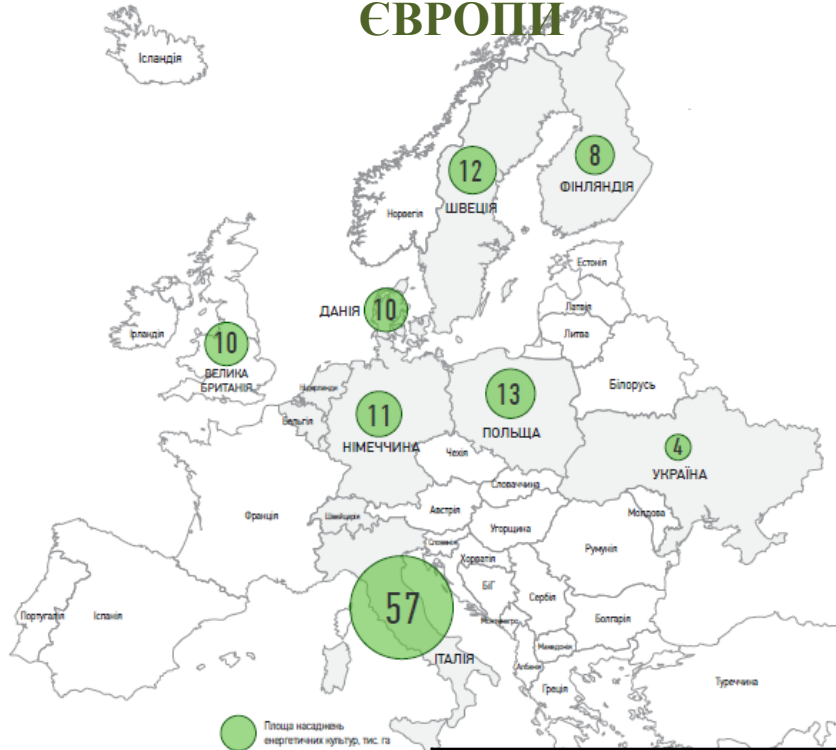 ЄВРОПИ
Ісландія
12
ШВЕЦІЯ
8
ФІНЛЯНДІЯ
Норвегія
Естонія
Латвія
Литва
ДАНІЯ
10
Ірландія
10
ВЕЛИКА
БРИТАНІЯ
Білорусь
Нідерланди
Бельгія
11
НІМЕЧЧИНА
13
ПОЛЬЩА
4
УКРАЇНА
Чехія
Словаччина
Франція
Швейцарія
Австрія
Угорщина
Молдова
Словенія
Хорватія
Румунія
БіГ
Сербія
Португалія
Іспанія
57
ІТАЛІЯ
Монтенегро
Болгарія
Македонія
Албанія
Греція
Туреччина
Площа насаджень
енергетичних культур, тис. га